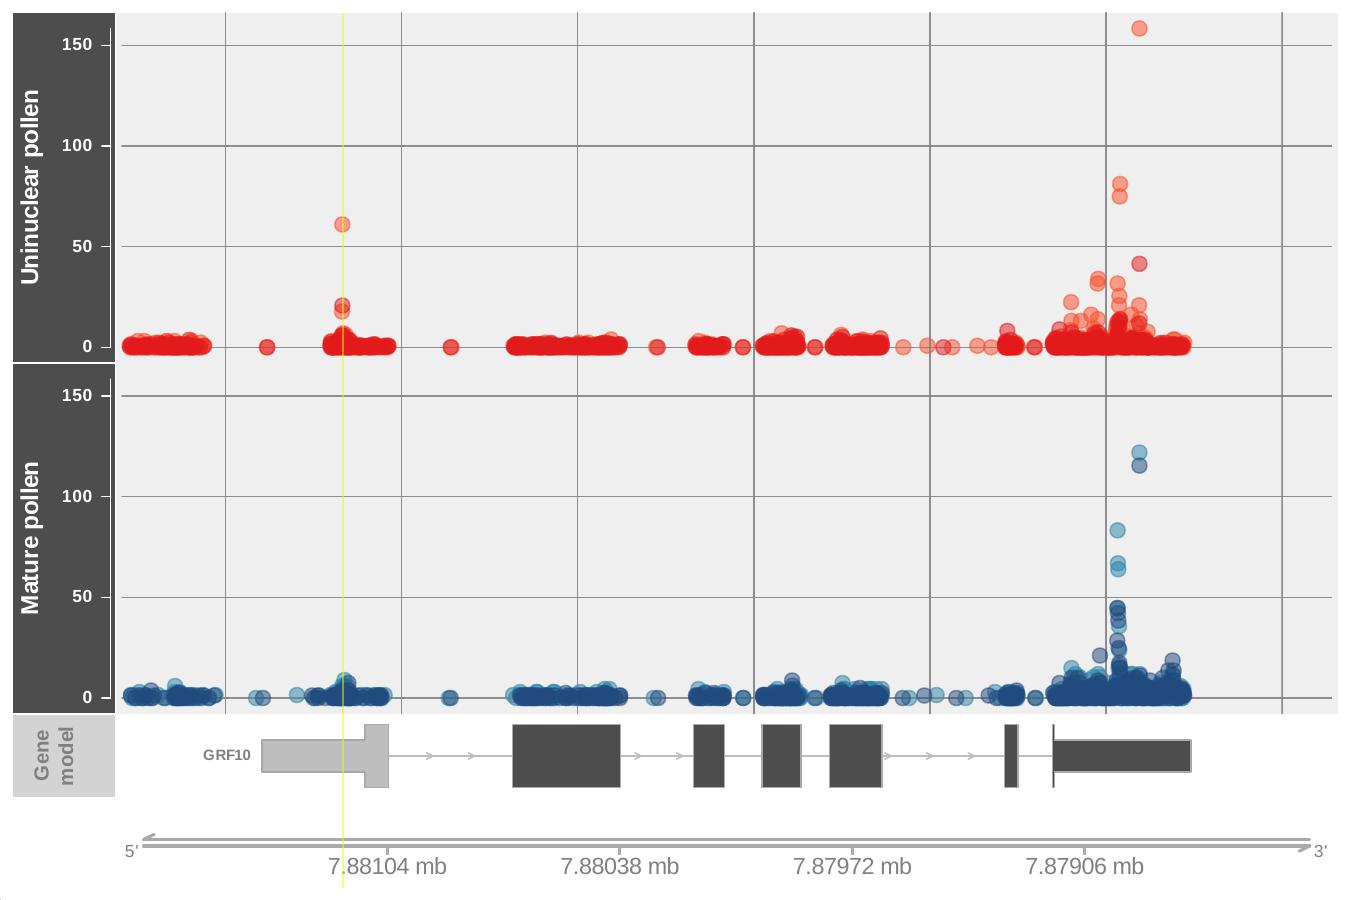 Uninuclear pollen
150
100
50
0
Mature pollen
150
100
50
0
Gene
model
GRF10
5'
3'
7.88104 mb
7.88038 mb
7.87972 mb
7.87906 mb